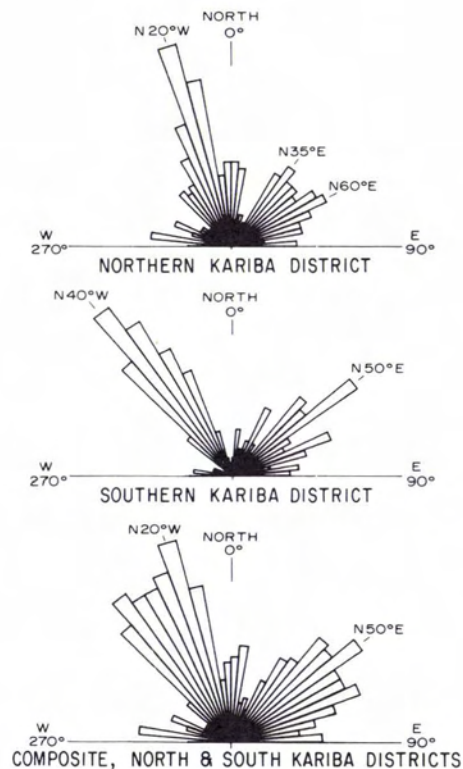 NORTH
N20°W 0°
N35°E
N60°E
W E
270° 90°
NORTHERN KARIBA DISTRICT
N40°W NORTH
0°
N50°E
W E
270° 90°
SOUTHERN KARIBA DISTRICT
N20°W NORTH
0°
N50°E
W E
270° 90°
COMPOSITE, NORTH & SOUTH KARIBA DISTRICTS